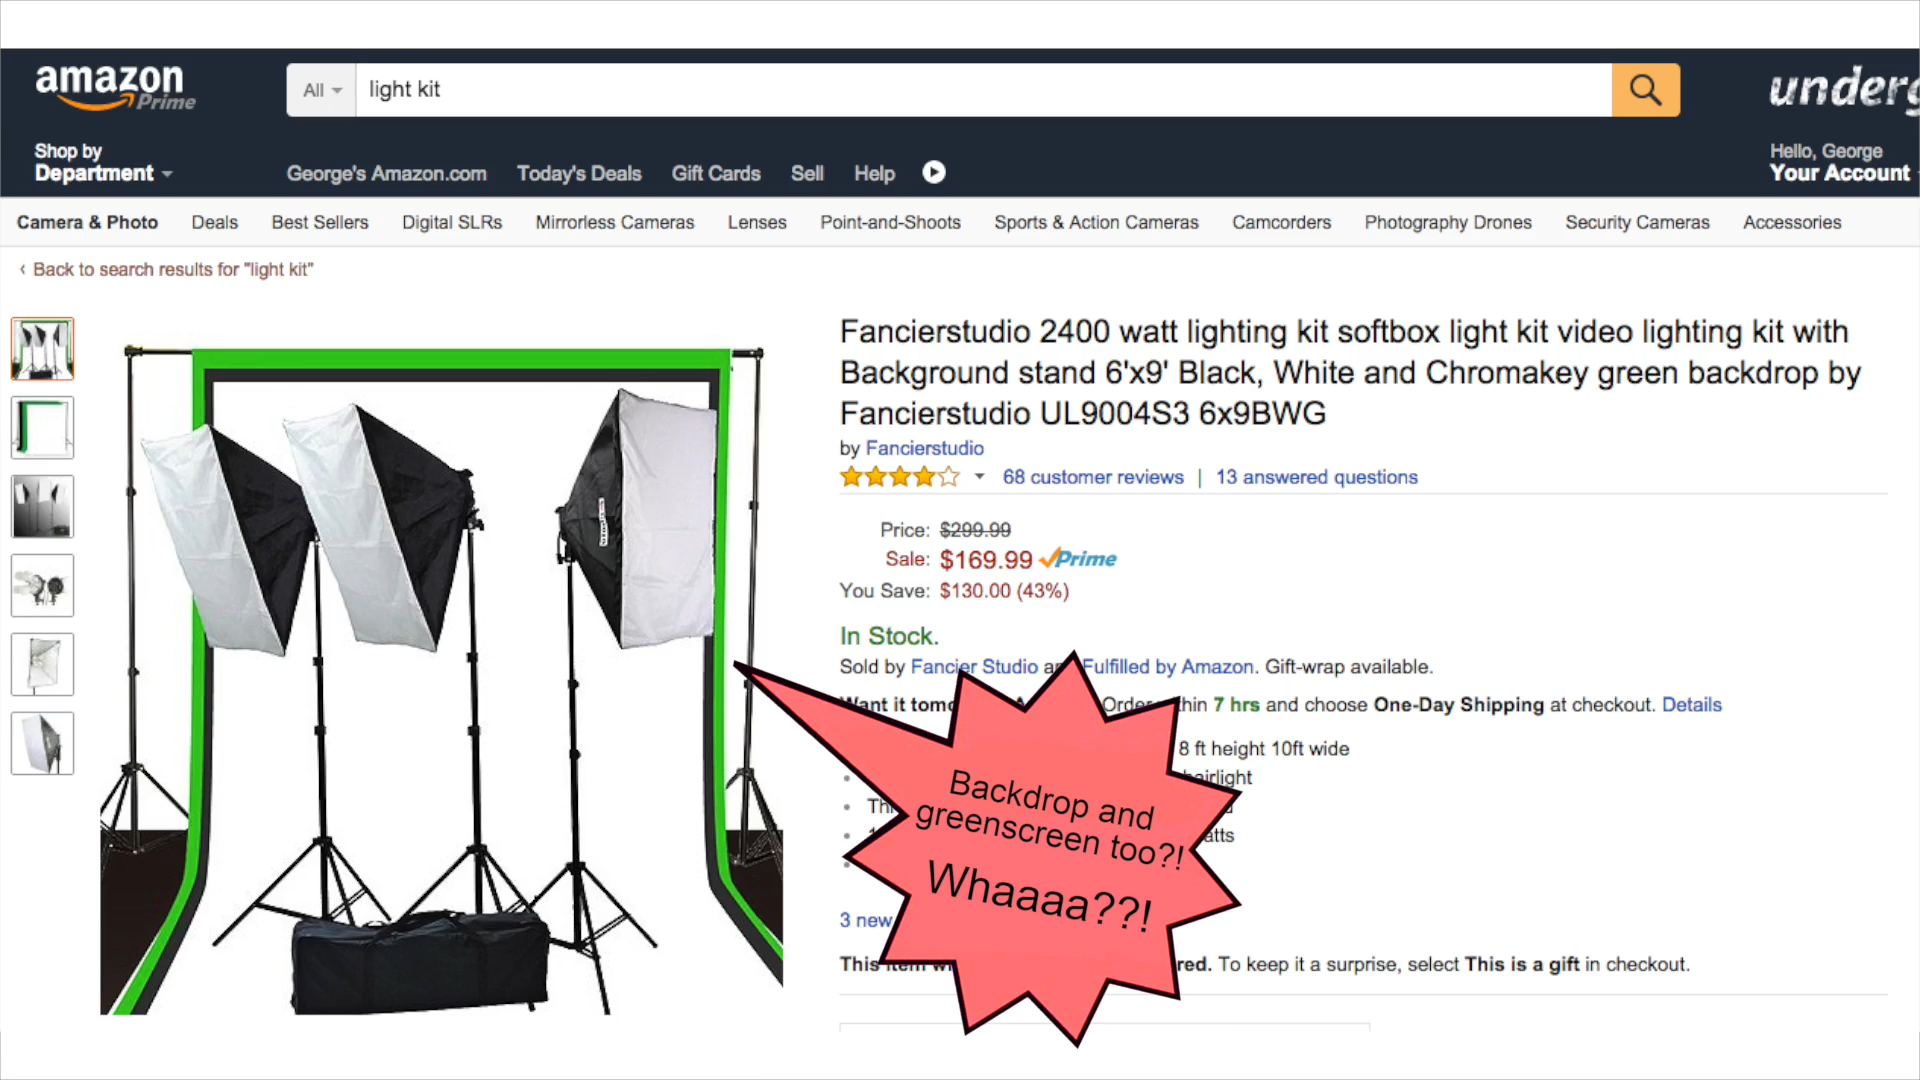 amazon
Prime
All
light kit
underg
Shop by
Department
George's Amazon.com Today's Deals Gift Cards Sell Help
Hello, George
Your Account
Camera & Photo Deals Best Sellers Digital SLRs Mirrorless Cameras Lenses Point-and-Shoots Sports & Action Cameras Camcorders Photography Drones Security Cameras Accessories
‹ Back to search results for "light kit"
Fancierstudio 2400 watt lighting kit softbox light kit video lighting kit with
Background stand 6'x9' Black, White and Chromakey green backdrop by
Fancierstudio UL9004S3 6x9BWG
by Fancierstudio
68 customer reviews | 13 answered questions
Price: $299.99
Sale: $169.99 Prime
You Save: $130.00 (43%)
In Stock.
Sold by Fancier Studio Fulfilled by Amazon. Gift-wrap available.
Want it 7 hrs and choose One-Day Shipping at checkout. Details
8 ft height 10ft wide
hairlight
3 new
This To keep it a surprise, select This is a gift in checkout.
Backdrop and
greenscreen too?!
Whaaaa??!